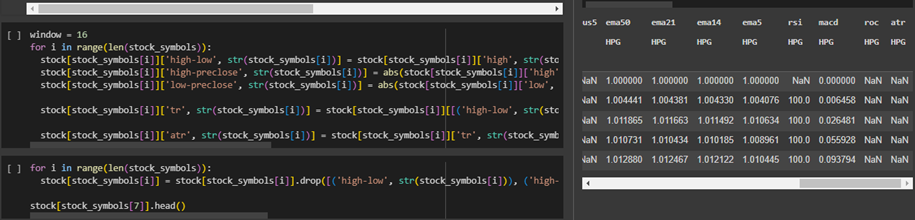 [ ] window = 16
for i in range(len(stock_symbols)):
stock[stock_symbols[i]]['high-low', str(stock_symbols[i])] = stock[stock_symbols[i]]['high', str(sto
stock[stock_symbols[i]]['high-preclose', str(stock_symbols[i])] = abs(stock[stock_symbols[i]]['high'
stock[stock_symbols[i]]['low-preclose', str(stock_symbols[i])] = abs(stock[stock_symbols[i]]['low',
stock[stock_symbols[i]]['tr', str(stock_symbols[i])] = stock[stock_symbols[i]][[('high-low', str(st
stock[stock_symbols[i]]['atr', str(stock_symbols[i])] = stock[stock_symbols[i]]['tr', str(stock_symb
[ ] for i in range(len(stock_symbols)):
stock[stock_symbols[i]] = stock[stock_symbols[i]].drop([('high-low', str(stock_symbols[i])), ('high-
stock[stock_symbols[7]].head()
us5 ema50 ema21 ema14 ema5 rsi macd roc atr
HPG HPG HPG HPG HPG HPG HPG HPG
NaN 1.000000 1.000000 1.000000 1.000000 NaN 0.000000 NaN NaN
NaN 1.004441 1.004381 1.004330 1.004076 100.0 0.006458 NaN NaN
NaN 1.011865 1.011663 1.011492 1.010634 100.0 0.026481 NaN NaN
NaN 1.010731 1.010434 1.010185 1.008961 100.0 0.055928 NaN NaN
NaN 1.012880 1.012467 1.012122 1.010445 100.0 0.093794 NaN NaN